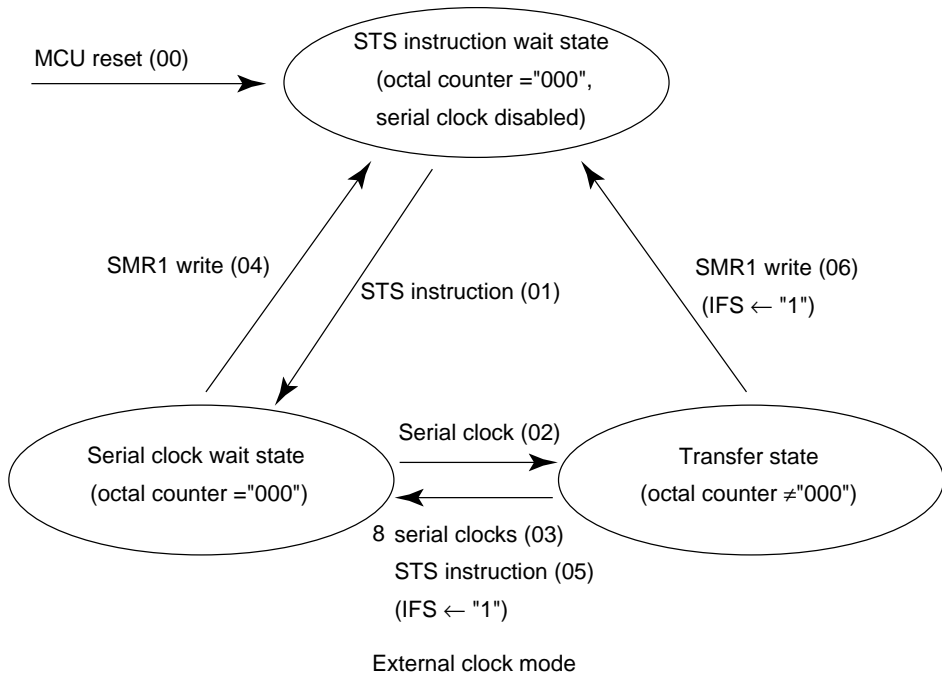 MCU reset (00)
STS instruction wait state
(octal counter ="000",
serial clock disabled)
SMR1 write (04)
STS instruction (01)
SMR1 write (06)
(IFS ← "1")
Serial clock wait state
(octal counter ="000")
Serial clock (02)
Transfer state
(octal counter ≠"000")
8 serial clocks (03)
STS instruction (05)
(IFS ← "1")
External clock mode